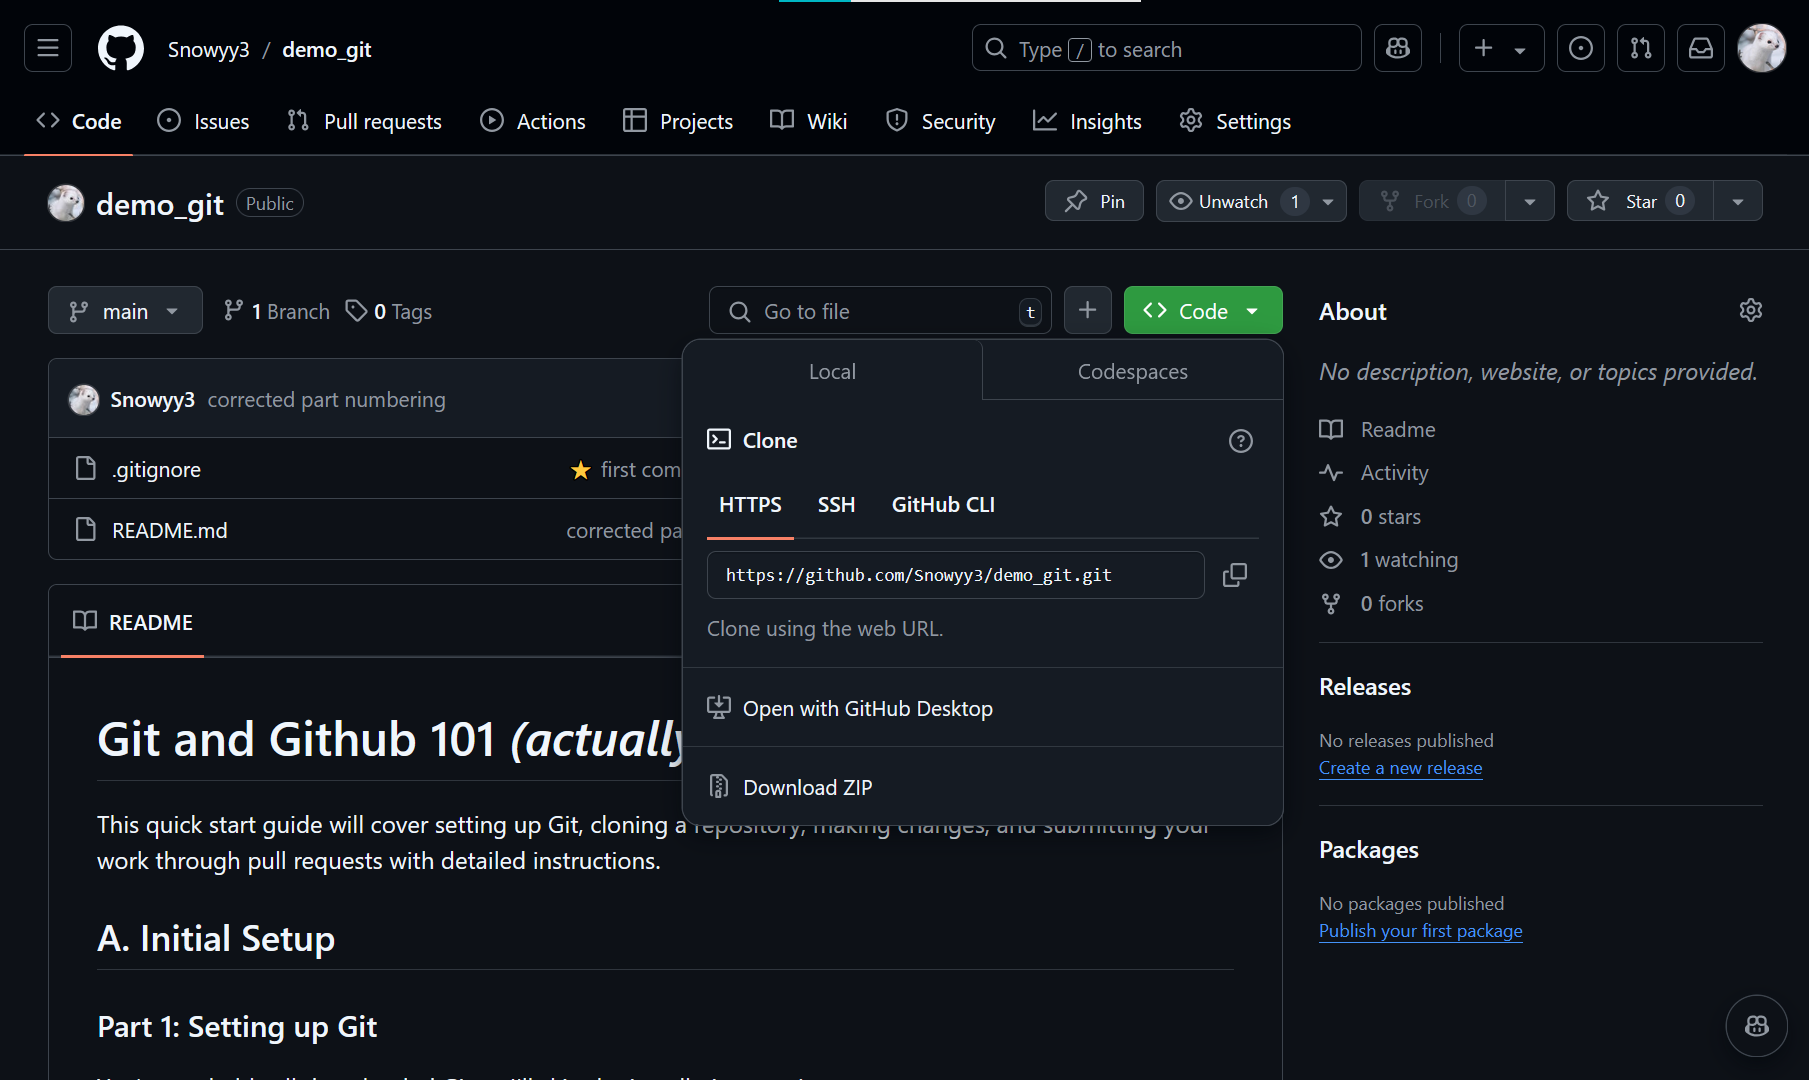 Snowyy3 / demo_git
Type / to search
Code Issues Pull requests Actions Projects Wiki Security Insights Settings
demo_git Public
Pin Unwatch 1 Fork 0 Star 0
main 1 Branch 0 Tags
Go to file t
Code
Local Codespaces
Clone
HTTPS SSH GitHub CLI
https://github.com/Snowyy3/demo_git.git
Clone using the web URL.
Open with GitHub Desktop
Download ZIP
Snowyy3 corrected part numbering
.gitignore first com
README.md corrected pa
README
Git and Github 101 (actually
This quick start guide will cover setting up Git, cloning a repository, making changes, and submitting your
work through pull requests with detailed instructions.
A. Initial Setup
Part 1: Setting up Git
About
No description, website, or topics provided.
Readme
Activity
0 stars
1 watching
0 forks
Releases
No releases published
Create a new release
Packages
No packages published
Publish your first package